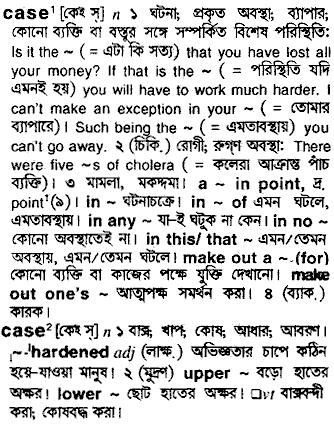 case¹ [কেই স্] n ১ ঘটনা; প্রকৃত অবস্থা; ব্যাপার;
কোনো ব্যক্তি বা বস্তুর সঙ্গে সম্পর্কিত বিশেষ পরিস্থিতি:
Is it the ~ (= এটা কি সত্য) that you have lost all
your money? If that is the ~ (= পরিস্থিতি যদি
এমনই হয়) you will have to work much harder. I
can't make an exception in your ~ (= তোমার
ব্যাপারে)। Such being the ~ (= এমতাবস্থায়) you
can't go away. ২ (চিকি.) রোগী; রুগ্‌ণ অবস্থা: There
were five ~s of cholera (= কলেরা আক্রান্ত পাঁচ
ব্যক্তি)। ৩ মামলা, মকদ্দমা। a ~ in point, দ্র.
point¹(৯)। in ~ ঘটনাচক্রে। in ~ of এমন ঘটলে,
এমতাবস্থায়। in any ~ যা-ই ঘটুক না কেন। in no ~
কোনো অবস্থাতেই না। in this/ that ~ এমন/তেমন
অবস্থায়, এমন/তেমন ঘটলে। make out a ~ (for)
কোনো ব্যক্তি বা কাজের পক্ষে যুক্তি দেখানো। make
out one's ~ আত্মপক্ষ সমর্থন করা। ৪ (ব্যাক.)
কারক।
case² [কেই স্] n ১ বাক্স; খাপ; কোষ; আধার; আবরণ।
~-ˈhardened adj (লাক্ষ.) অভিজ্ঞতার চাপে কঠিন
হয়ে-যাওয়া মানুষ। ২ (মুদ্রণ) upper ~ বড়ো হাতের
অক্ষর। lower ~ ছোট হাতের অক্ষর। □vt বাক্সবন্দী
করা; কোষবদ্ধ করা।